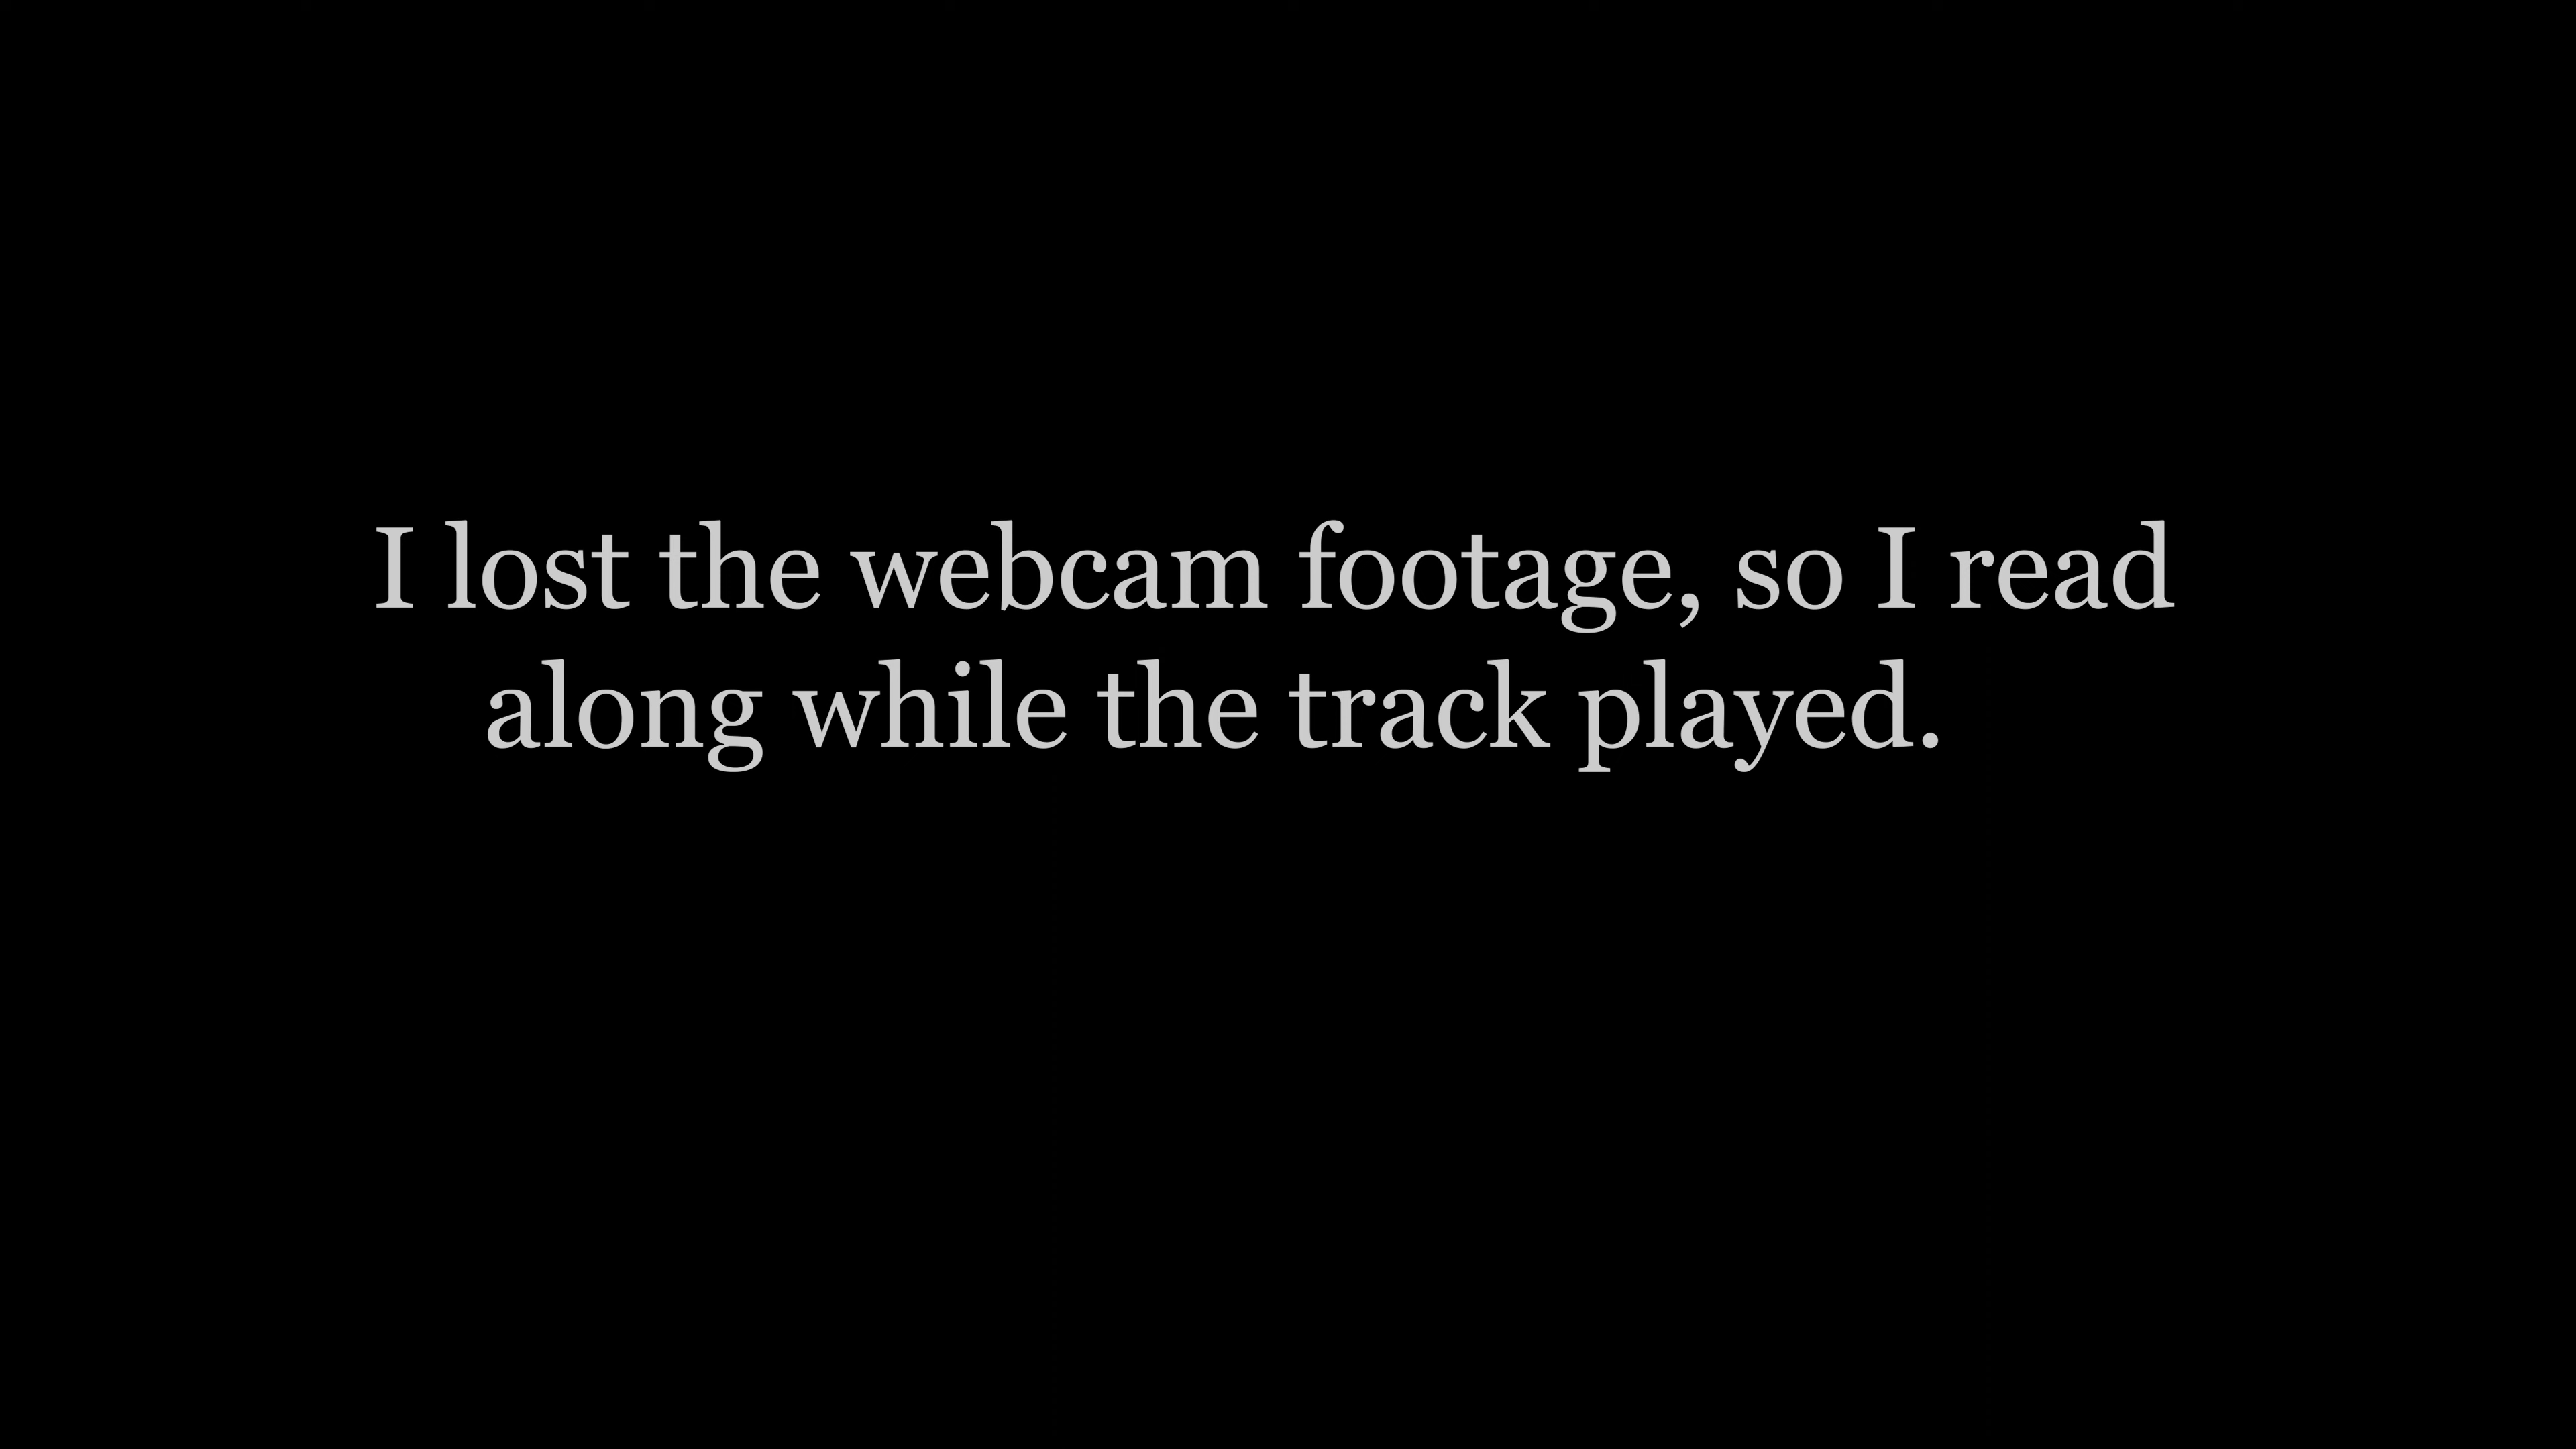 I lost the webcam footage, so I read
along while the track played.